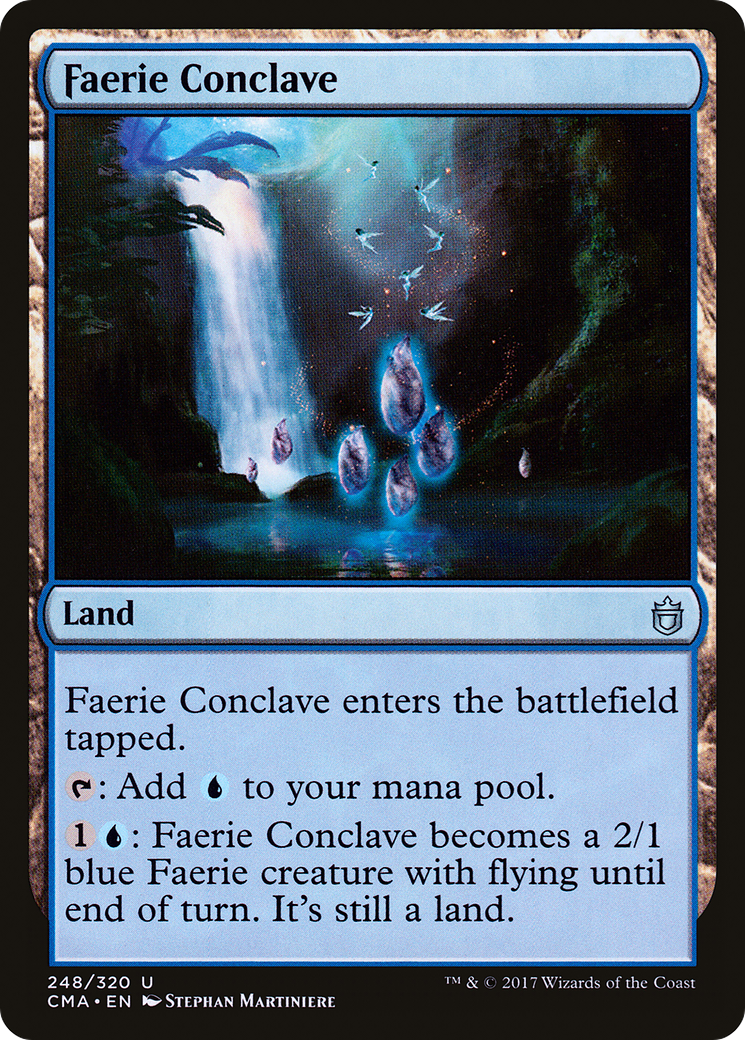 Faerie Conclave
Land
Faerie Conclave enters the battlefield
tapped.
: Add to your mana pool.
1 : Faerie Conclave becomes a 2/1
blue Faerie creature with flying until
end of turn. It's still a land.
248/320 U
™ & © 2017 Wizards of the Coast
CMA • EN Stephan Martiniere